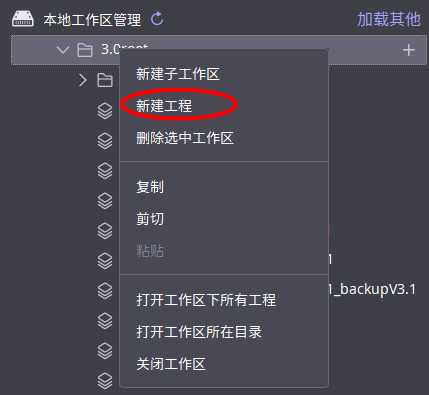 本地工作区管理 加载其他
3.0root
新建子工作区
新建工程
删除选中工作区
复制
剪切
粘贴
打开工作区下所有工程
1_backupV3.1
打开工作区所在目录
关闭工作区